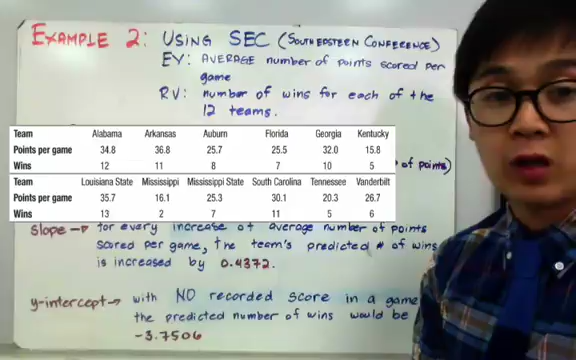 EXAMPLE 2: USING SEC (SOUTHEASTERN CONFERENCE)
EV: AVERAGE number of points scored per
game
RV: number of wins for each of the
12 teams.
Team Alabama Arkansas Auburn Florida Georgia Kentucky
Points per game 34.8 36.8 25.7 25.5 32.0 15.8
Wins 12 11 8 7 10 5
of points)
Team Louisiana State Mississippi Mississippi State South Carolina Tennessee Vanderbilt
Points per game 35.7 16.1 25.3 30.1 20.3 26.7
Wins 13 2 7 11 5 6
slope → for every increase of average number of points
scored per game, the team's predicted # of wins
is increased by 0.4372.
y-intercept → with NO recorded score in a game
the predicted number of wins would be
-3.7506